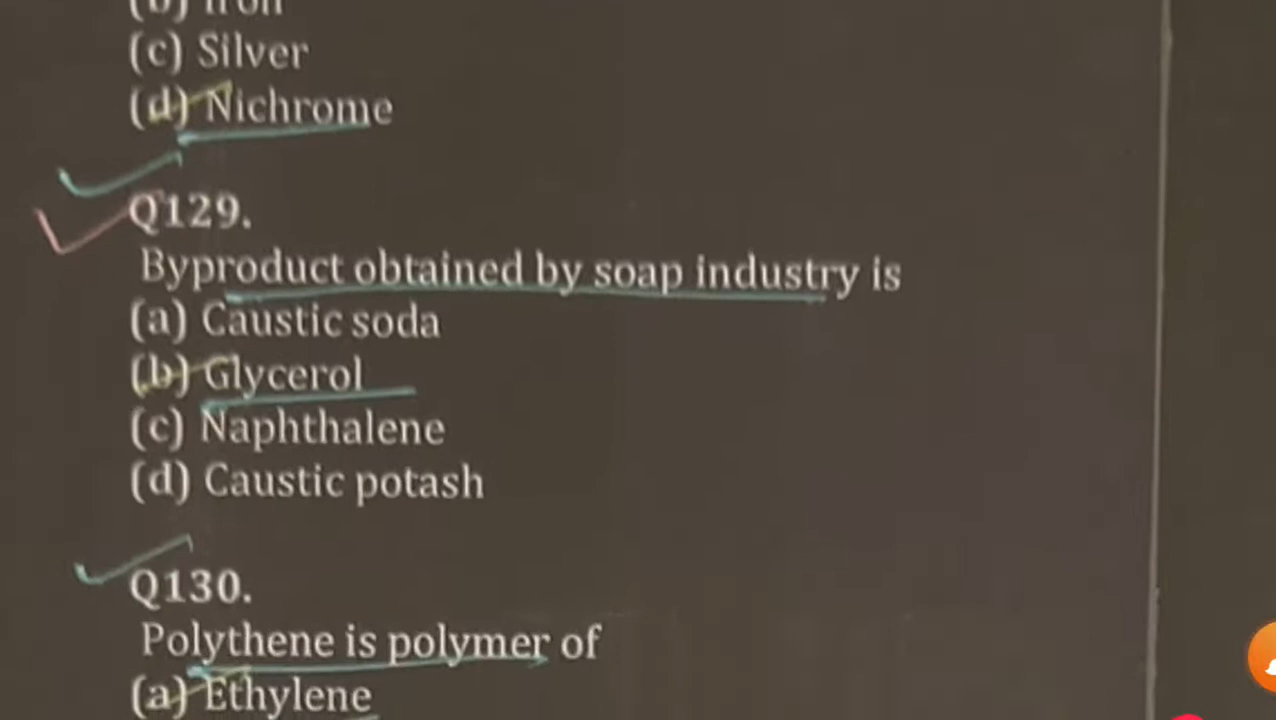 (c) Silver
(d) Nichrome
Q129.
Byproduct obtained by soap industry is
(a) Caustic soda
(b) Glycerol
(c) Naphthalene
(d) Caustic potash
Q130.
Polythene is polymer of
(a) Ethylene